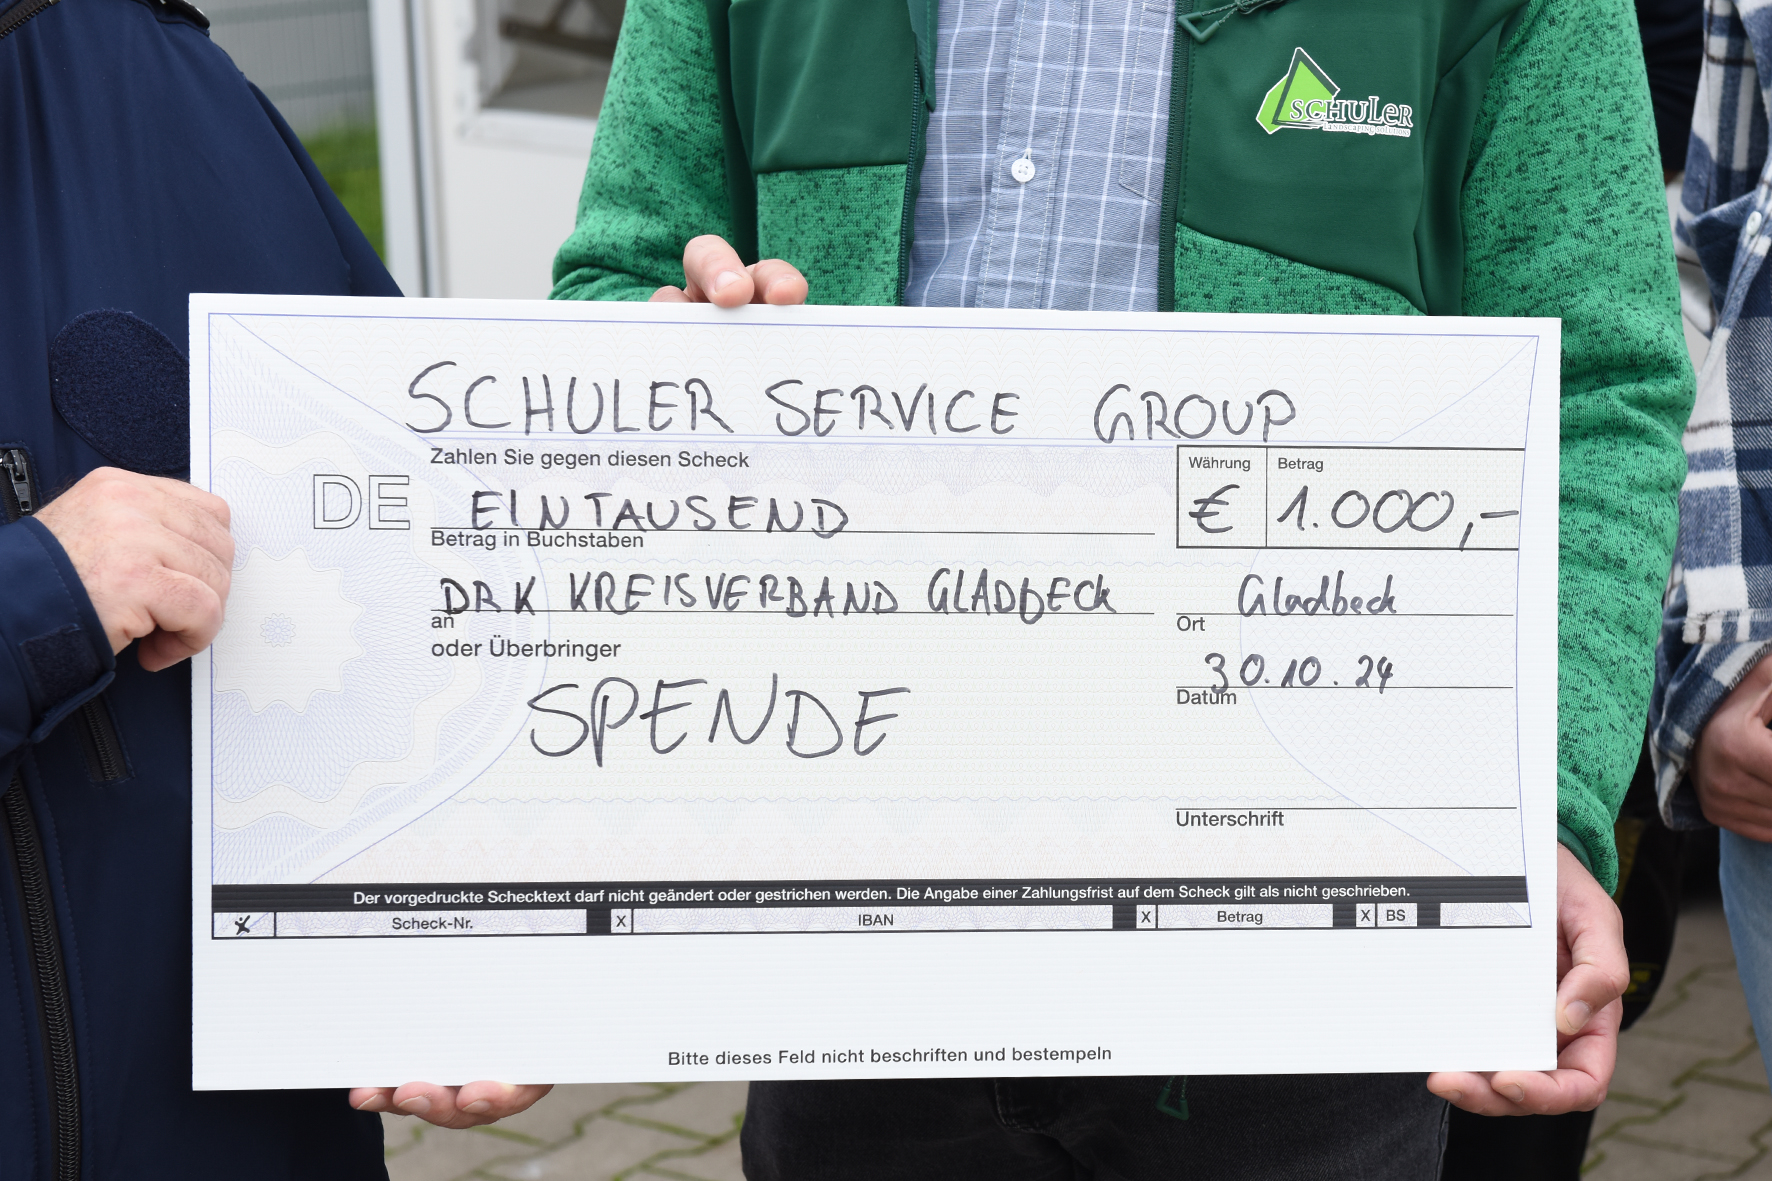 SCHULER
LANDSCAPING SOLUTIONS
SCHULER SERVICE GROUP
Zahlen Sie gegen diesen Scheck
Währung Betrag
DE EINTAUSEND € 1.000,-
Betrag in Buchstaben
DRK KREISVERBAND GLADBECK Gladbeck
an Ort
oder Überbringer
30.10.24
Datum
SPENDE
Unterschrift
Der vorgedruckte Schecktext darf nicht geändert oder gestrichen werden. Die Angabe einer Zahlungsfrist auf dem Scheck gilt als nicht geschrieben.
X Scheck-Nr. X IBAN X Betrag X BS
Bitte dieses Feld nicht beschriften und bestempeln